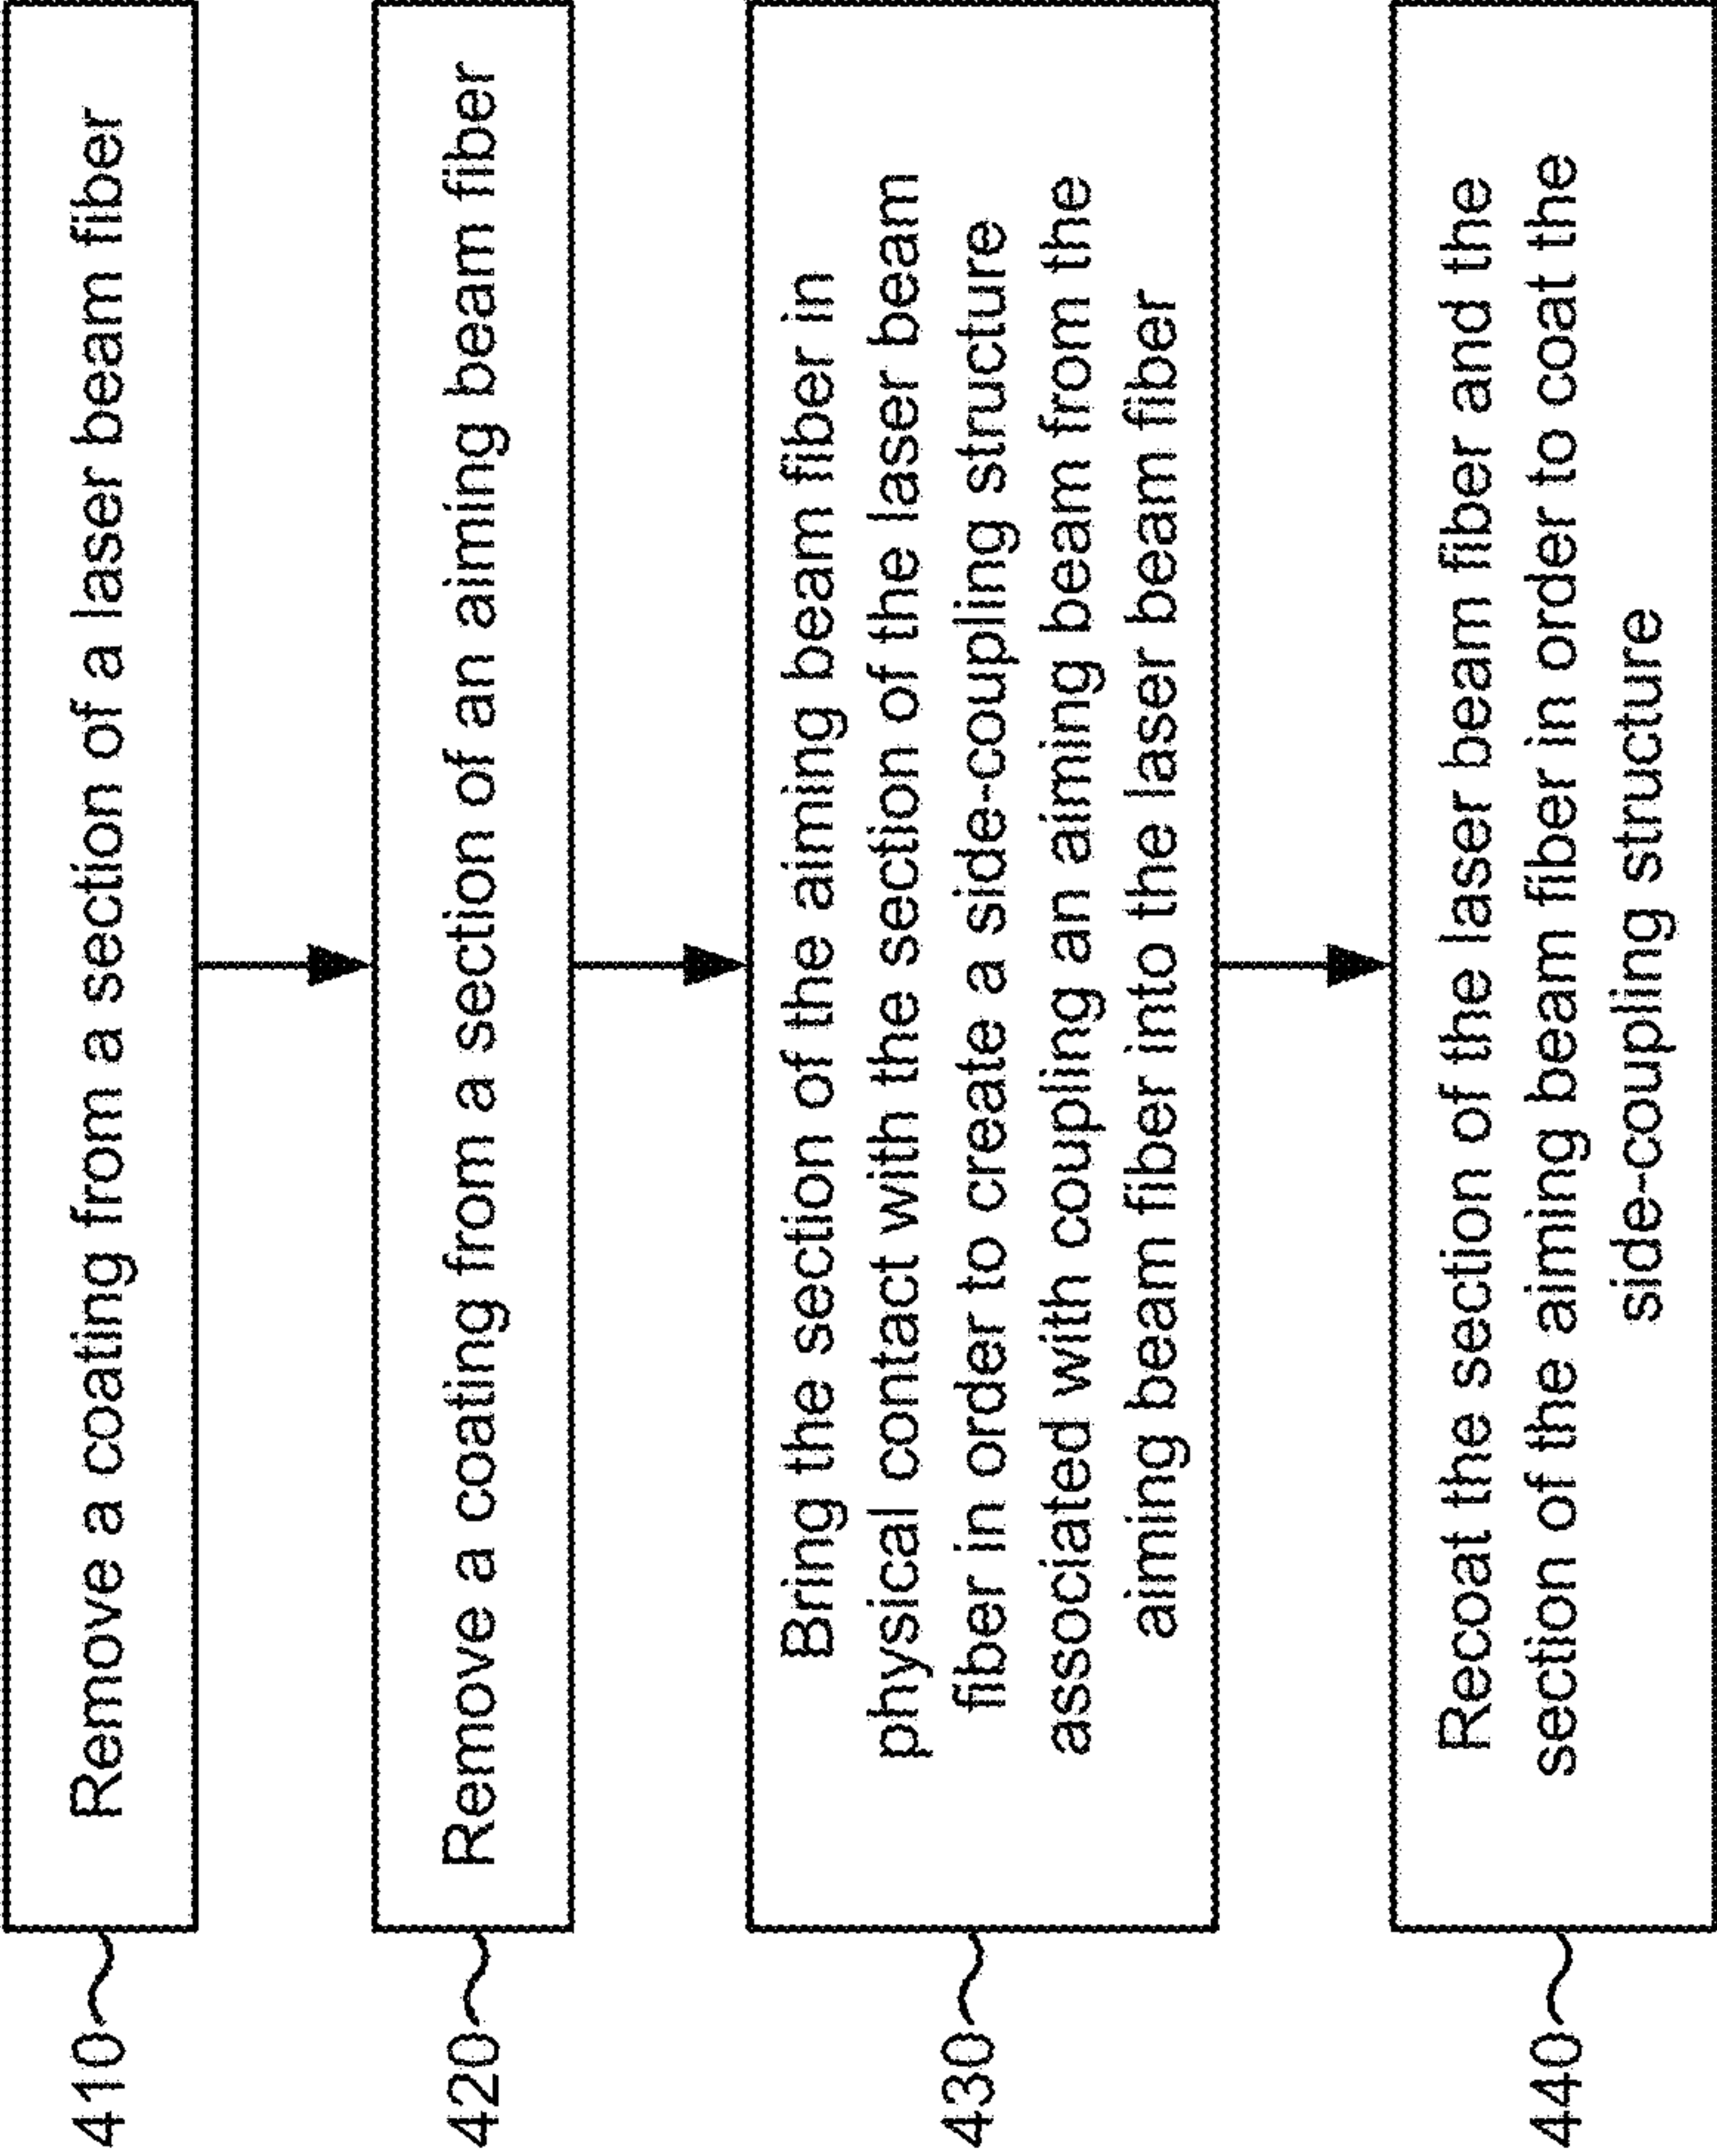 410
Remove a coating from a section of a laser beam fiber
420
Remove a coating from a section of an aiming beam fiber
430
Bring the section of the aiming beam fiber in
physical contact with the section of the laser beam
fiber in order to create a side-coupling structure
associated with coupling an aiming beam from the
aiming beam fiber into the laser beam fiber
440
Recoat the section of the laser beam fiber and the
section of the aiming beam fiber in order to coat the
side-coupling structure